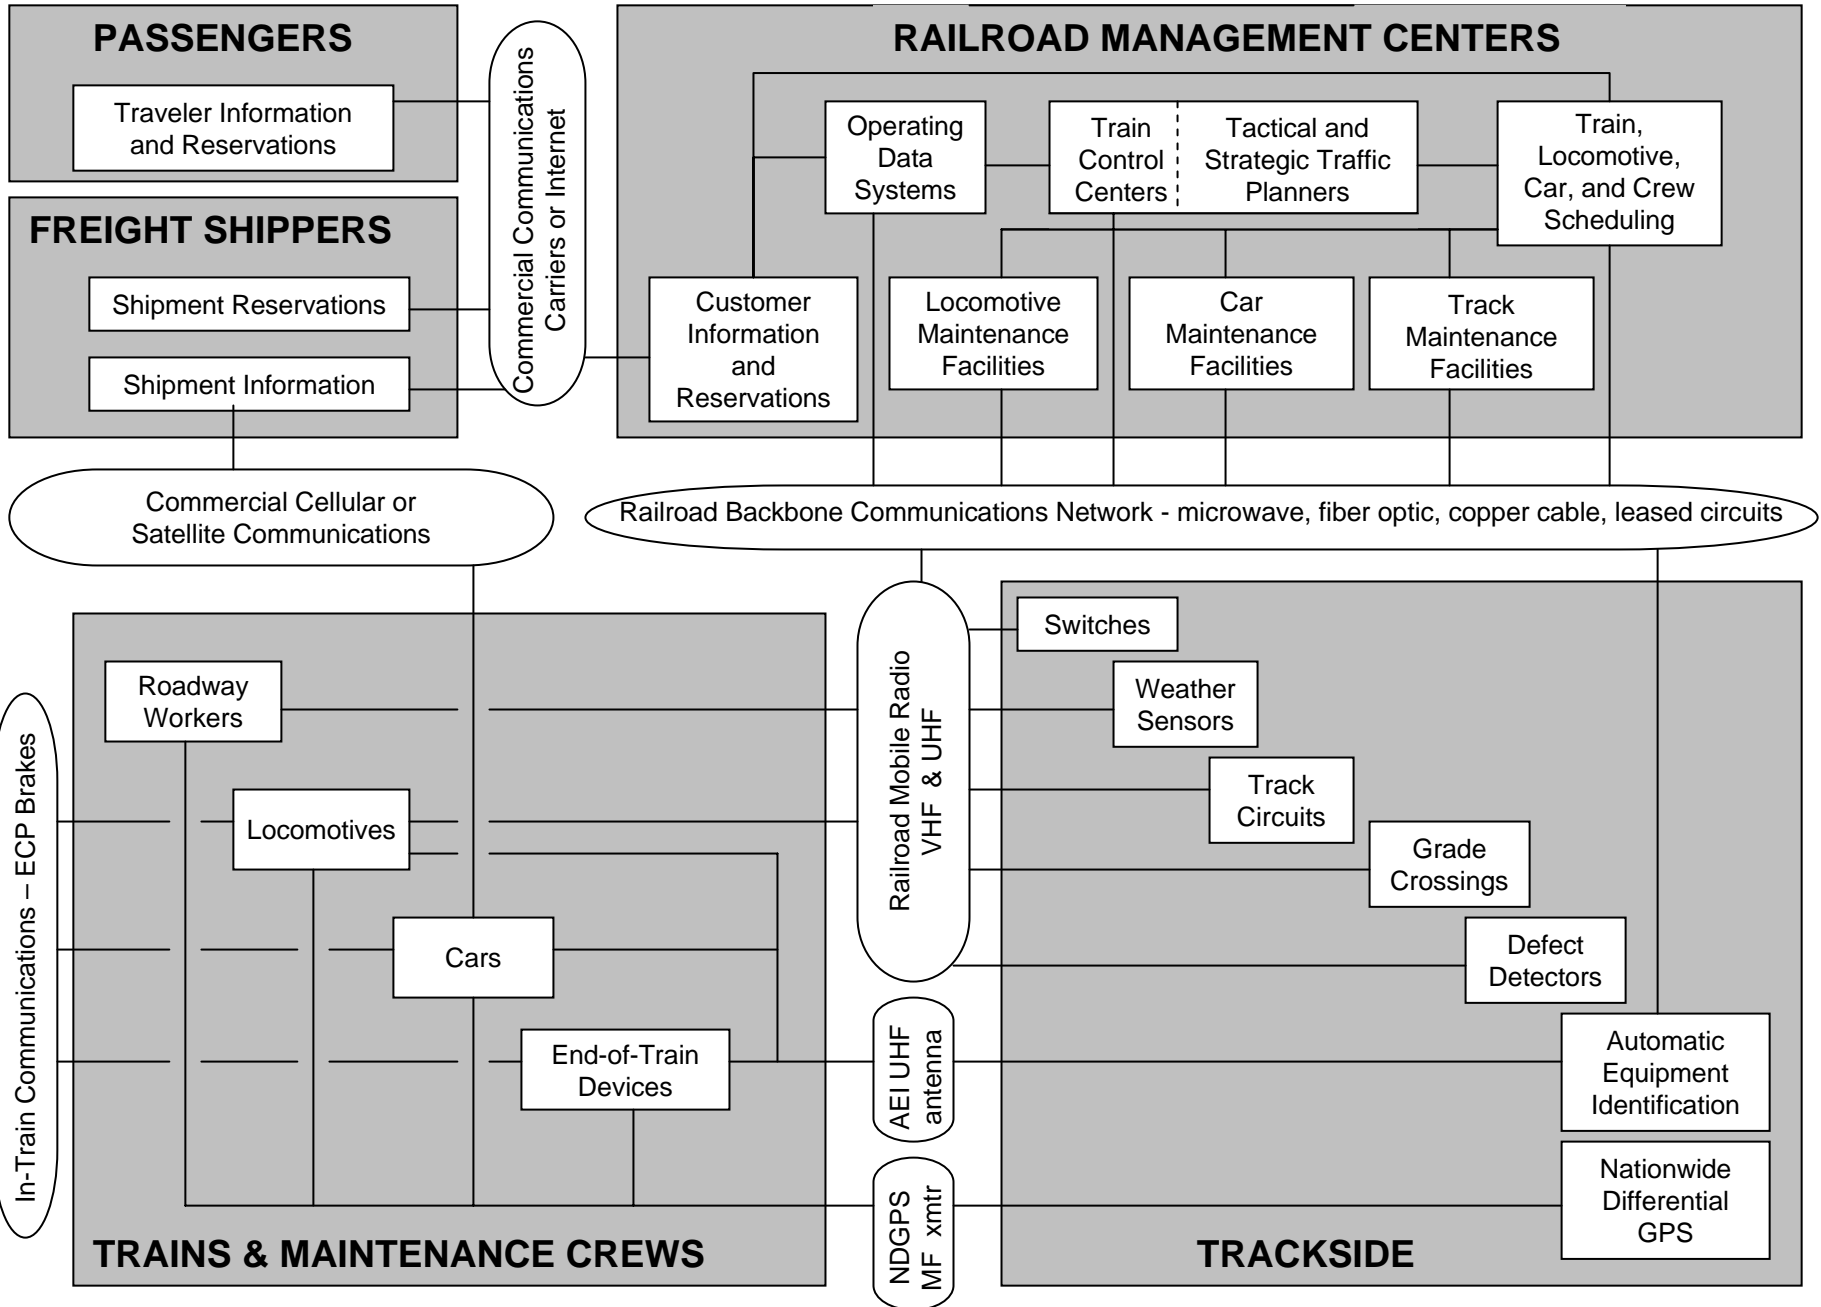 PASSENGERS
Traveler Information
and Reservations
FREIGHT SHIPPERS
Shipment Reservations
Shipment Information
Commercial Communications
Carriers or Internet
RAILROAD MANAGEMENT CENTERS
Operating
Data
Systems
Train
Control
Centers
Tactical and
Strategic Traffic
Planners
Train,
Locomotive,
Car, and Crew
Scheduling
Customer
Information
and
Reservations
Locomotive
Maintenance
Facilities
Car
Maintenance
Facilities
Track
Maintenance
Facilities
Commercial Cellular or
Satellite Communications
Railroad Backbone Communications Network - microwave, fiber optic, copper cable, leased circuits
In-Train Communications – ECP Brakes
Roadway
Workers
Locomotives
Cars
End-of-Train
Devices
TRAINS & MAINTENANCE CREWS
Railroad Mobile Radio
VHF & UHF
AEI UHF
antenna
NDGPS
MF xmtr
Switches
Weather
Sensors
Track
Circuits
Grade
Crossings
Defect
Detectors
Automatic
Equipment
Identification
Nationwide
Differential
GPS
TRACKSIDE